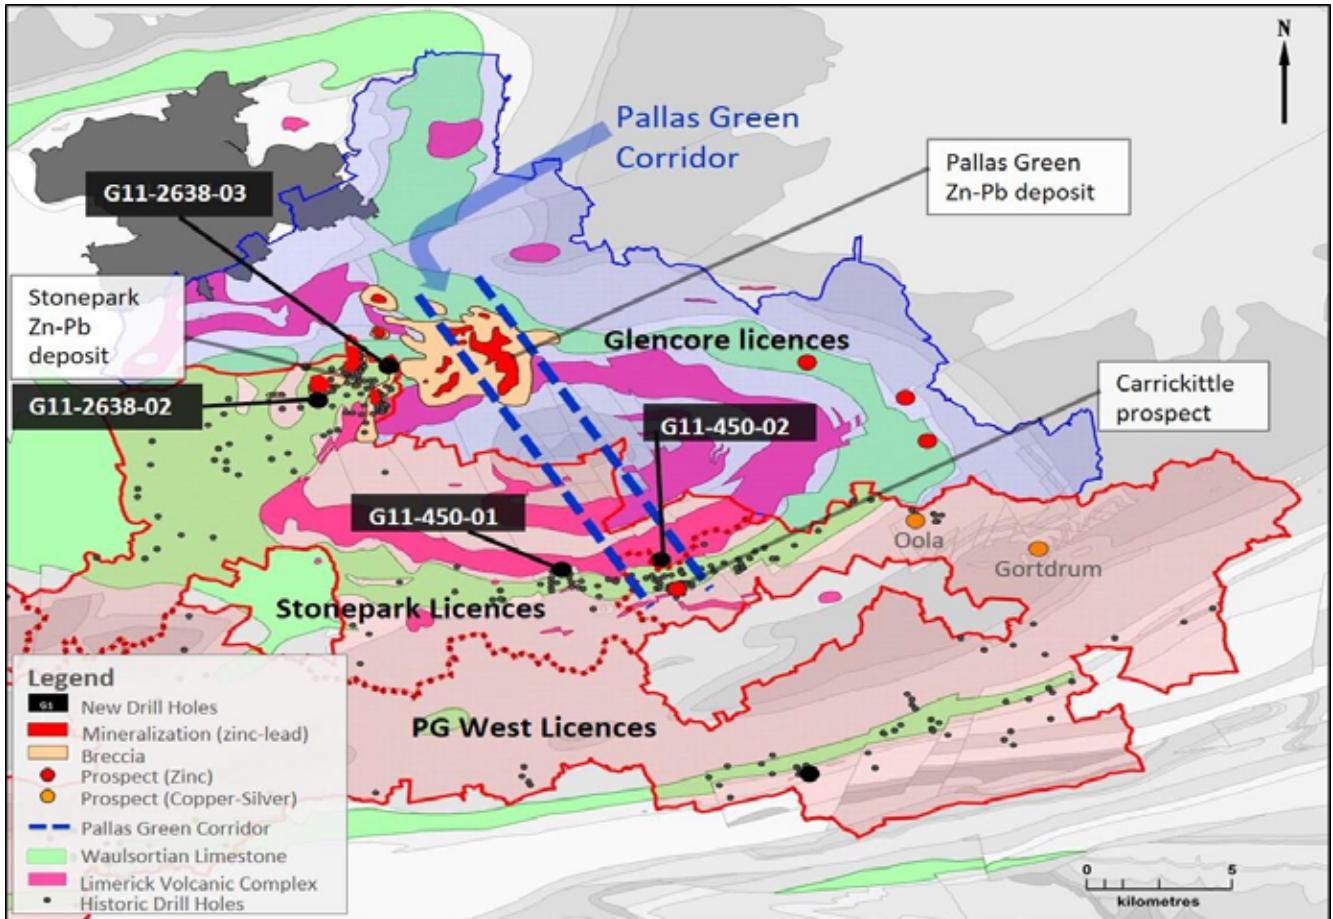 N
Pallas Green
Corridor
Pallas Green
Zn-Pb deposit
G11-2638-03
Stonepark
Zn-Pb
deposit
Glencore licences
Carrickittle
prospect
G11-2638-02
G11-450-02
G11-450-01
Oola
Gortdrum
Stonepark Licences
PG West Licences
Legend
G1 New Drill Holes
Mineralization (zinc-lead)
Breccia
Prospect (Zinc)
Prospect (Copper-Silver)
Pallas Green Corridor
Waulsortian Limestone
Limerick Volcanic Complex
Historic Drill Holes
0 5
kilometres